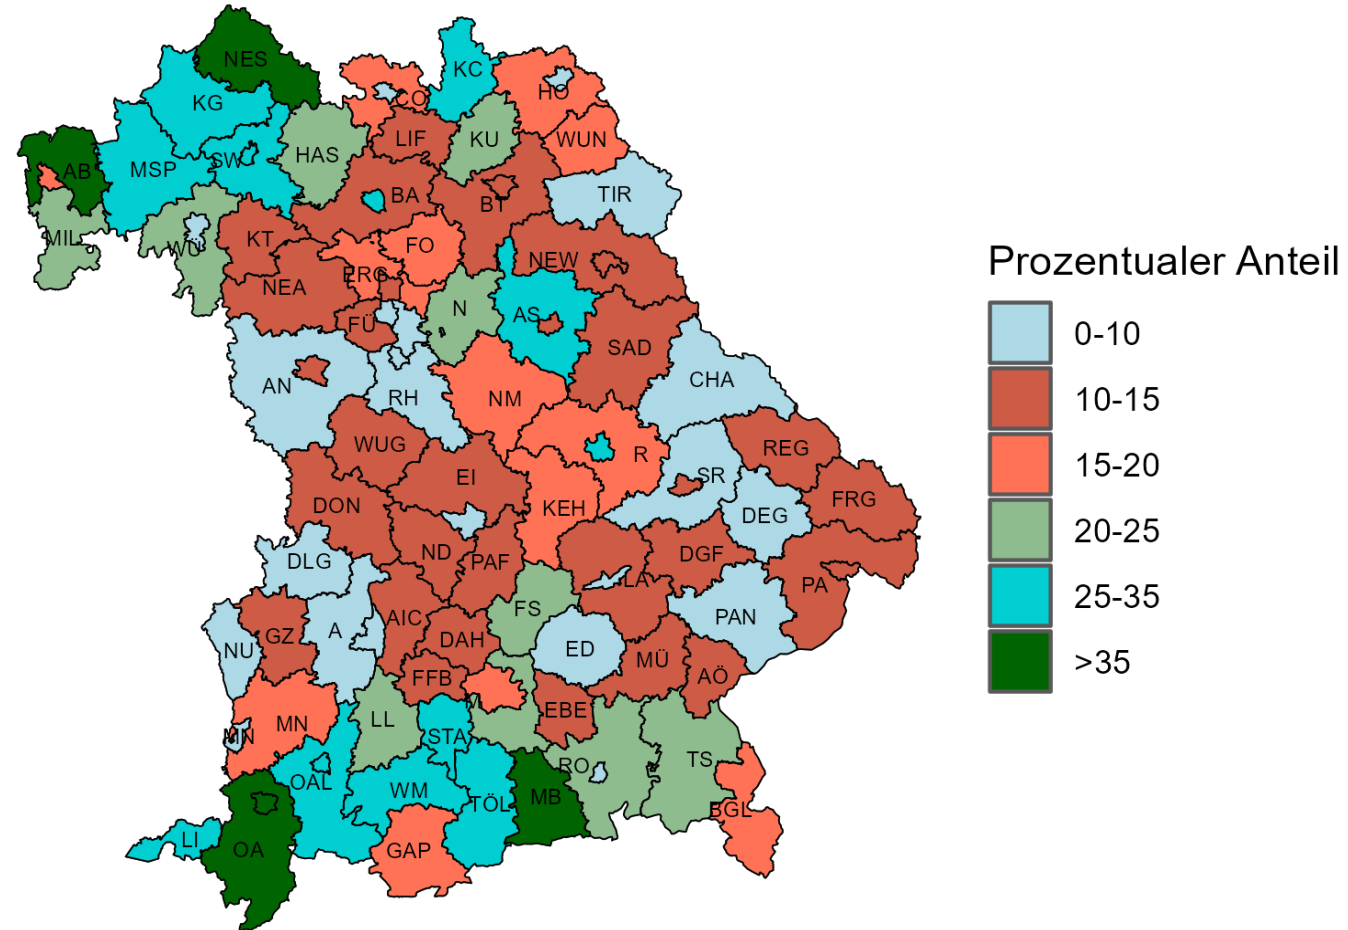 NES
KC
KG
CO
HO
AB
MSP
SW
HAS
LIF
KU
WUN
BA
BT
TIR
MIL
WÜ
KT
FO
NEW
ERG
NEA
N
AS
FÜ
SAD
AN
RH
NM
CHA
WUG
R
REG
EI
SR
DON
KEH
DEG
FRG
DLG
ND
PAF
DGF
LA
PA
GZ
A
AIC
FS
PAN
NU
DAH
ED
MÜ
FFB
AÖ
MN
LL
M
EBE
MN
STA
RO
TS
OAL
WM
TÖL
MB
BGL
LI
OA
GAP
Prozentualer Anteil
0-10
10-15
15-20
20-25
25-35
>35